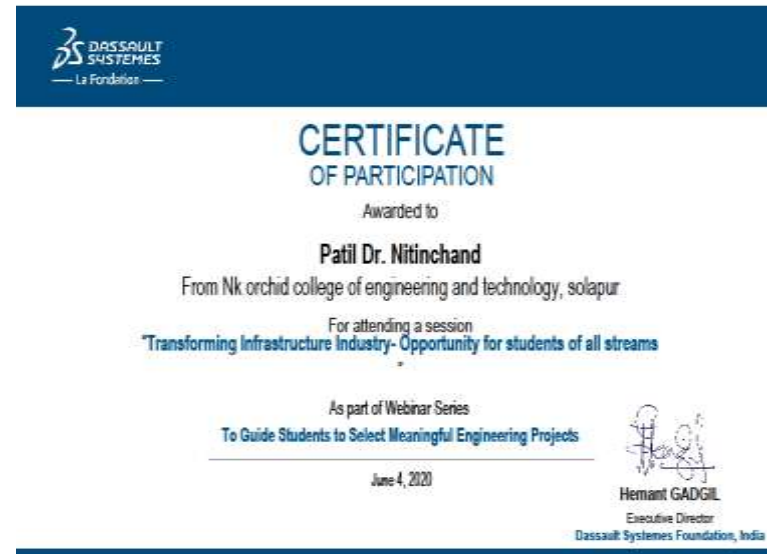 DASSAULT
SYSTEMES
La Fondation
CERTIFICATE
OF PARTICIPATION
Awarded to
Patil Dr. Nitinchand
From Nk orchid college of engineering and technology, solapur
For attending a session
"Transforming Infrastructure Industry- Opportunity for students of all streams
"
As part of Webinar Series
To Guide Students to Select Meaningful Engineering Projects
June 4, 2020
Hemant GADGIL
Executive Director
Dassault Systemes Foundation, India